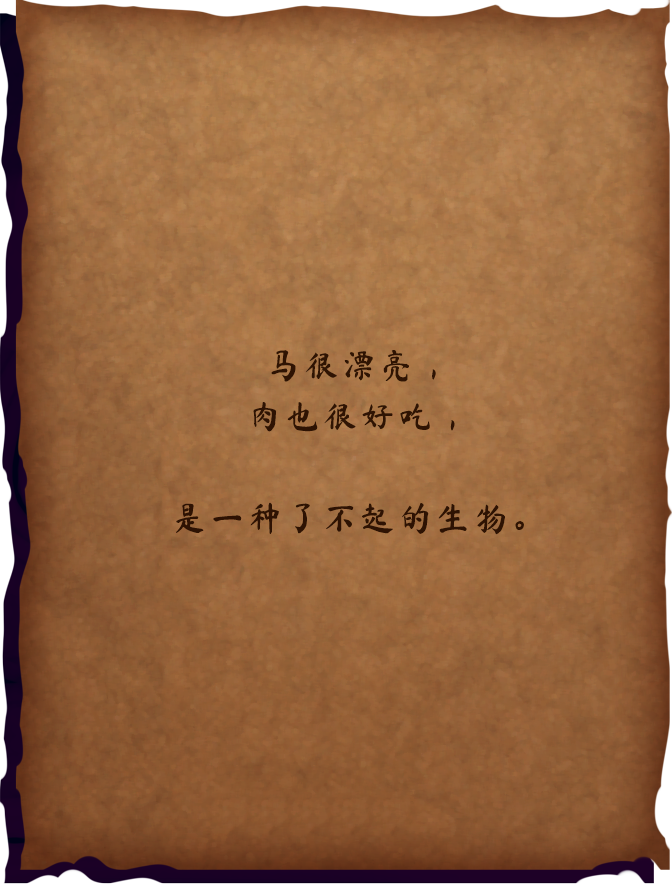 马很漂亮，
肉也很好吃，
是一种了不起的生物。